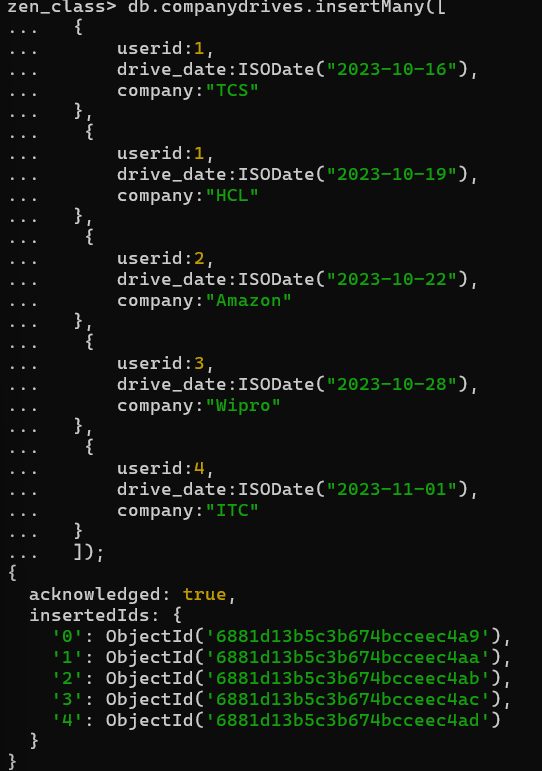 zen_class> db.companydrives.insertMany([
...   {
...       userid:1,
...       drive_date:ISODate("2023-10-16"),
...       company:"TCS"
...   },
...    {
...       userid:1,
...       drive_date:ISODate("2023-10-19"),
...       company:"HCL"
...   },
...    {
...       userid:2,
...       drive_date:ISODate("2023-10-22"),
...       company:"Amazon"
...   },
...    {
...       userid:3,
...       drive_date:ISODate("2023-10-28"),
...       company:"Wipro"
...   },
...    {
...       userid:4,
...       drive_date:ISODate("2023-11-01"),
...       company:"ITC"
...   }
...   ]);
{
  acknowledged: true,
  insertedIds: {
    '0': ObjectId('6881d13b5c3b674bcceec4a9'),
    '1': ObjectId('6881d13b5c3b674bcceec4aa'),
    '2': ObjectId('6881d13b5c3b674bcceec4ab'),
    '3': ObjectId('6881d13b5c3b674bcceec4ac'),
    '4': ObjectId('6881d13b5c3b674bcceec4ad')
  }
}